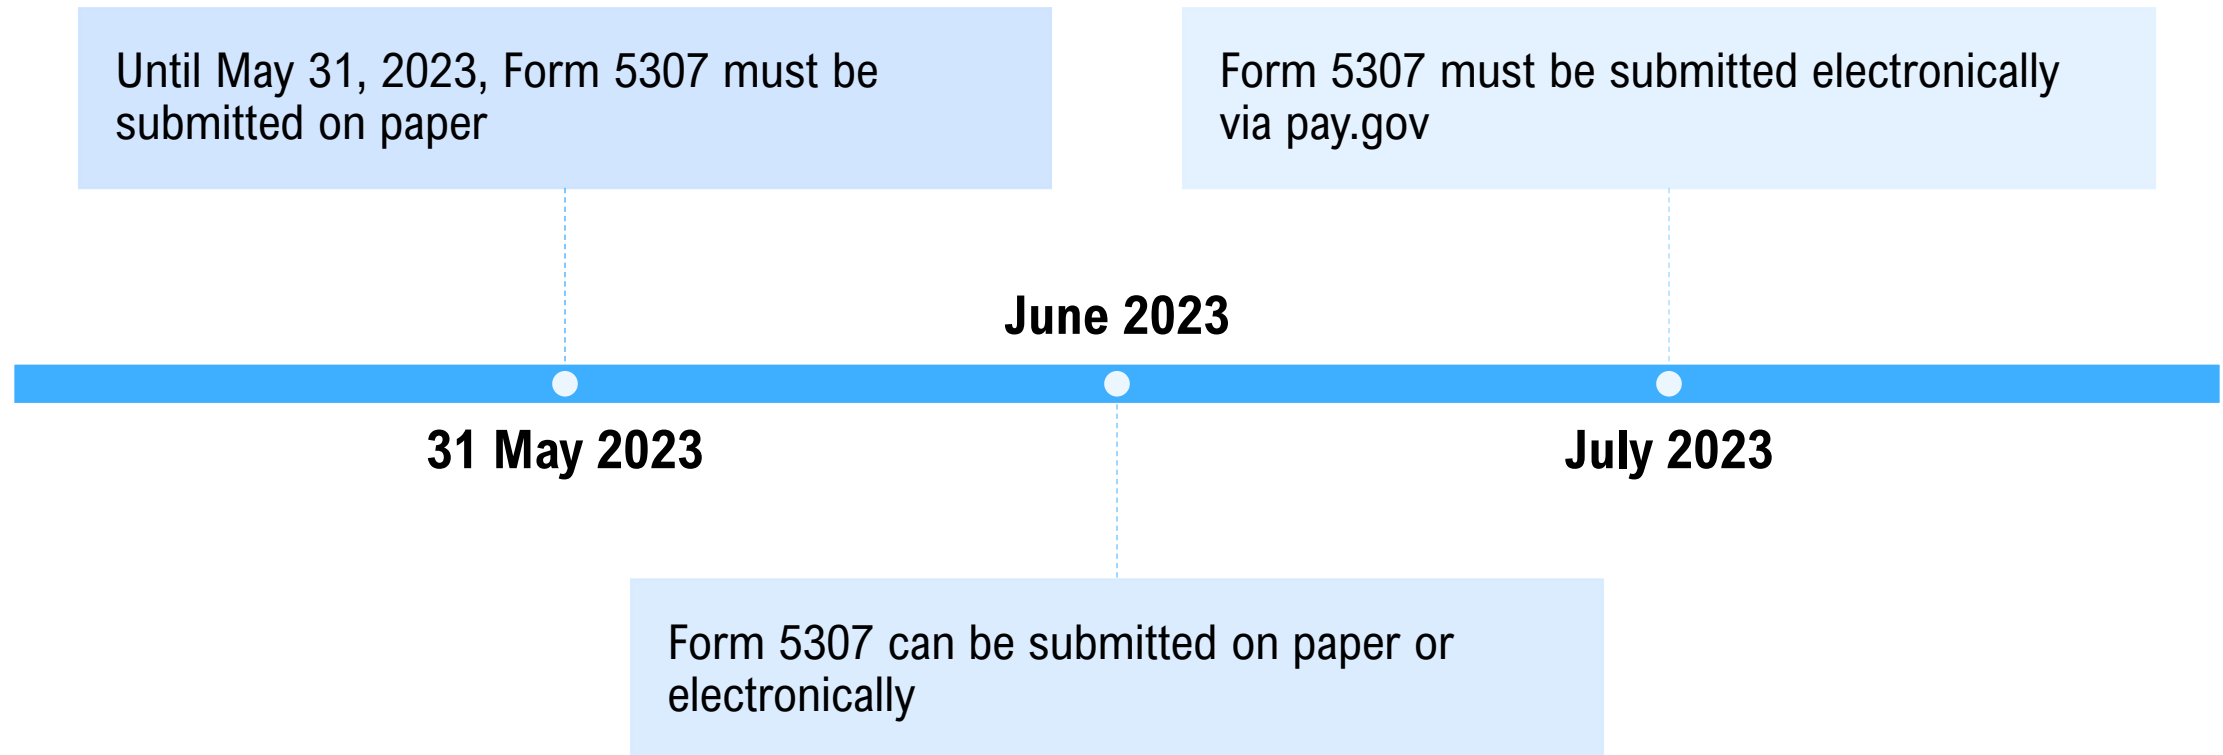 Until May 31, 2023, Form 5307 must be
submitted on paper
Form 5307 must be submitted electronically
via pay.gov
June 2023
31 May 2023
July 2023
Form 5307 can be submitted on paper or
electronically